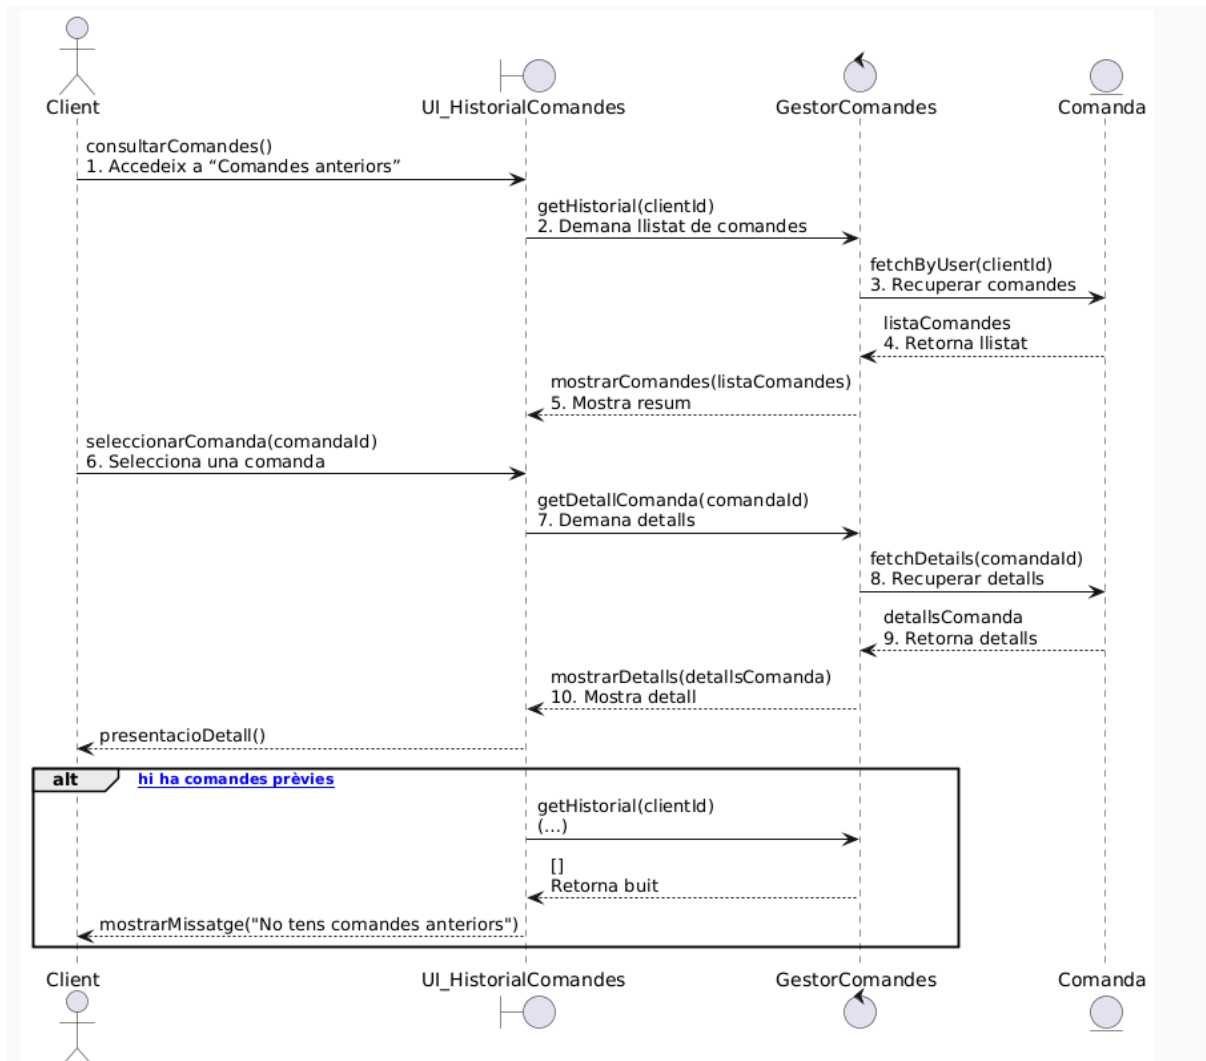 Client
UI_HistorialComandes
GestorComandes
Comanda
consultarComandes()
1. Accedeix a “Comandes anteriors”
getHistorial(clientId)
2. Demana llistat de comandes
fetchByUser(clientId)
3. Recuperar comandes
listaComandes
4. Retorna llistat
mostrarComandes(listaComandes)
5. Mostra resum
seleccionarComanda(comandaId)
6. Selecciona una comanda
getDetallComanda(comandaId)
7. Demana detalls
fetchDetails(comandaId)
8. Recuperar detalls
detallsComanda
9. Retorna detalls
mostrarDetalls(detallsComanda)
10. Mostra detall
presentacioDetall()
alt
hi ha comandes prèvies
getHistorial(clientId)
(...)
[]
Retorna buit
mostrarMissatge("No tens comandes anteriors")
Client
UI_HistorialComandes
GestorComandes
Comanda